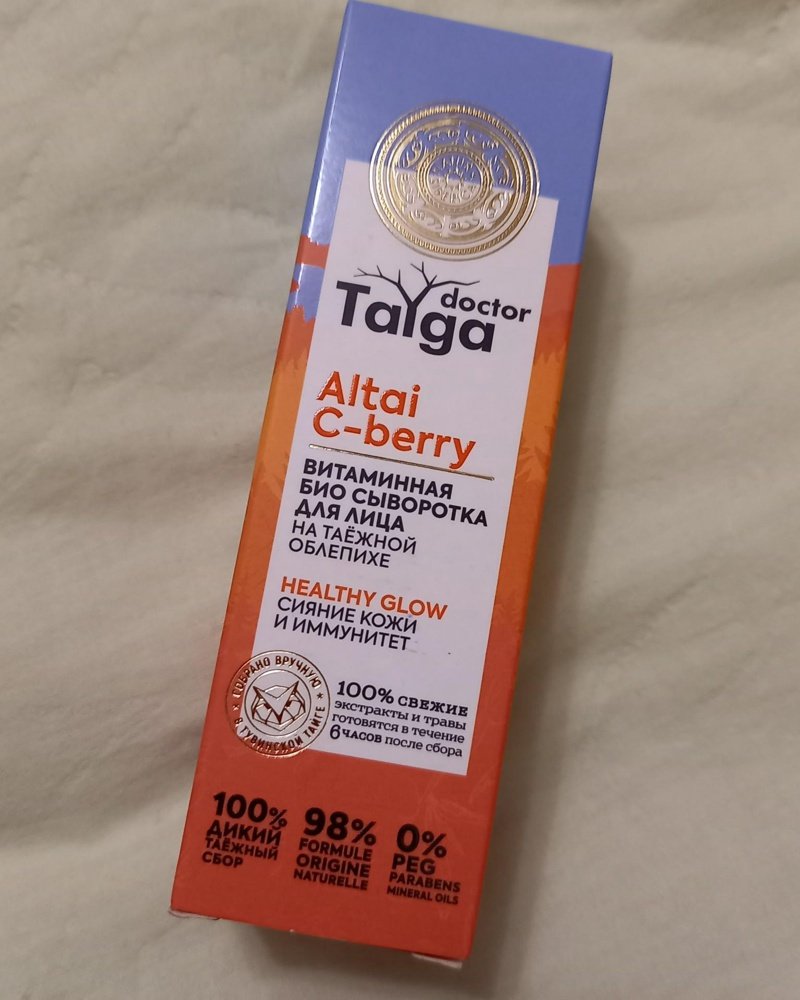 doctor
Taiga
Altai
C-berry
ВИТАМИННАЯ
БИО СЫВОРОТКА
ДЛЯ ЛИЦА
НА ТАЁЖНОЙ
ОБЛЕПИХЕ
HEALTHY GLOW
СИЯНИЕ КОЖИ
И ИММУНИТЕТ
СОБРАНО ВРУЧНУЮ
В ТУВИНСКОЙ ТАЙГЕ
100% СВЕЖИЕ
экстракты и травы
готовятся в течение
6 ЧАСОВ после сбора
100%
ДИКИЙ
ТАЁЖНЫЙ
СБОР
98%
FORMULE
ORIGINE
NATURELLE
0%
PEG
PARABENS
MINERAL OILS